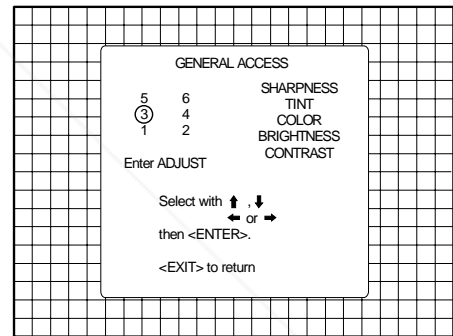 GENERAL ACCESS
5 6
3 4
1 2
SHARPNESS
TINT
COLOR
BRIGHTNESS
CONTRAST
Enter ADJUST
Select with ⬆ , ⬇
⬅ or ➡
then <ENTER>.
<EXIT> to return